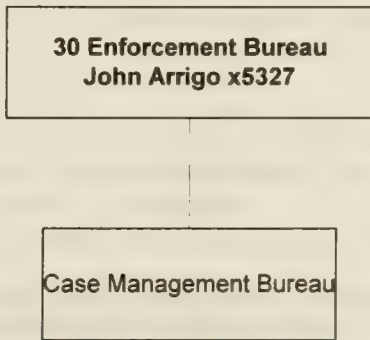 30 Enforcement Bureau
John Arrigo x5327
Case Management Bureau